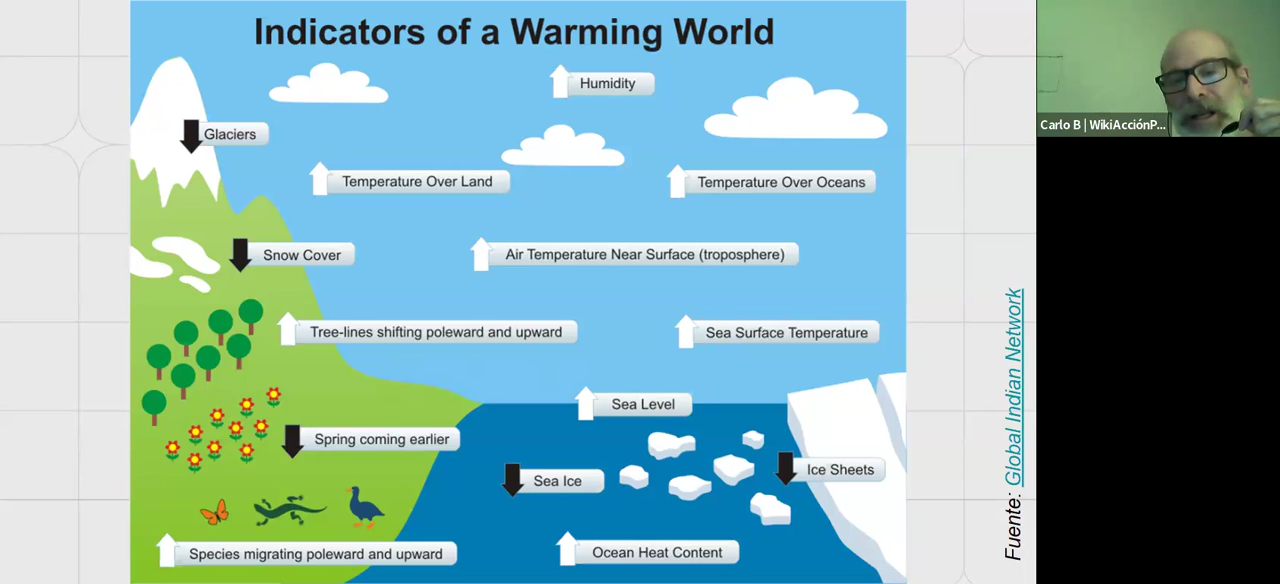 Indicators of a Warming World
Humidity
Glaciers
Temperature Over Land
Temperature Over Oceans
Snow Cover
Air Temperature Near Surface (troposphere)
Tree-lines shifting poleward and upward
Sea Surface Temperature
Sea Level
Spring coming earlier
Sea Ice
Ice Sheets
Species migrating poleward and upward
Ocean Heat Content
Fuente: Global Indian Network
Carlo B | WikiAcciónP...